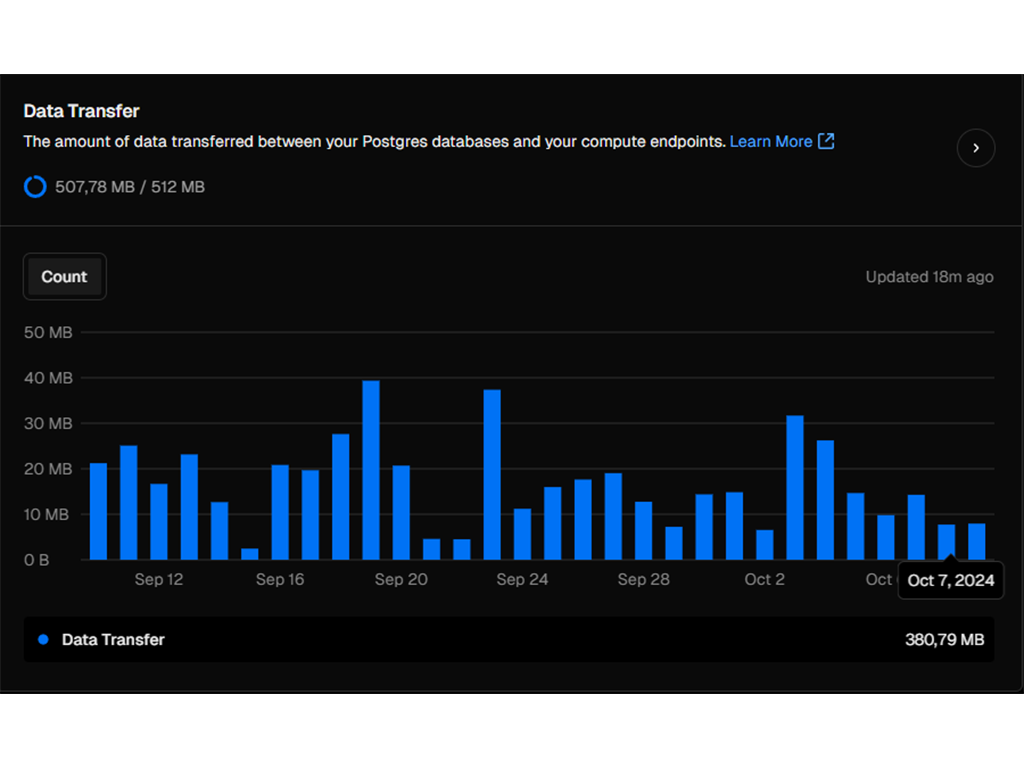 Data Transfer
The amount of data transferred between your Postgres databases and your compute endpoints. Learn More
507,78 MB / 512 MB
Count
Updated 18m ago
50 MB
40 MB
30 MB
20 MB
10 MB
0 B
Sep 12 Sep 16 Sep 20 Sep 24 Sep 28 Oct 2 Oct
Oct 7, 2024
Data Transfer 380,79 MB